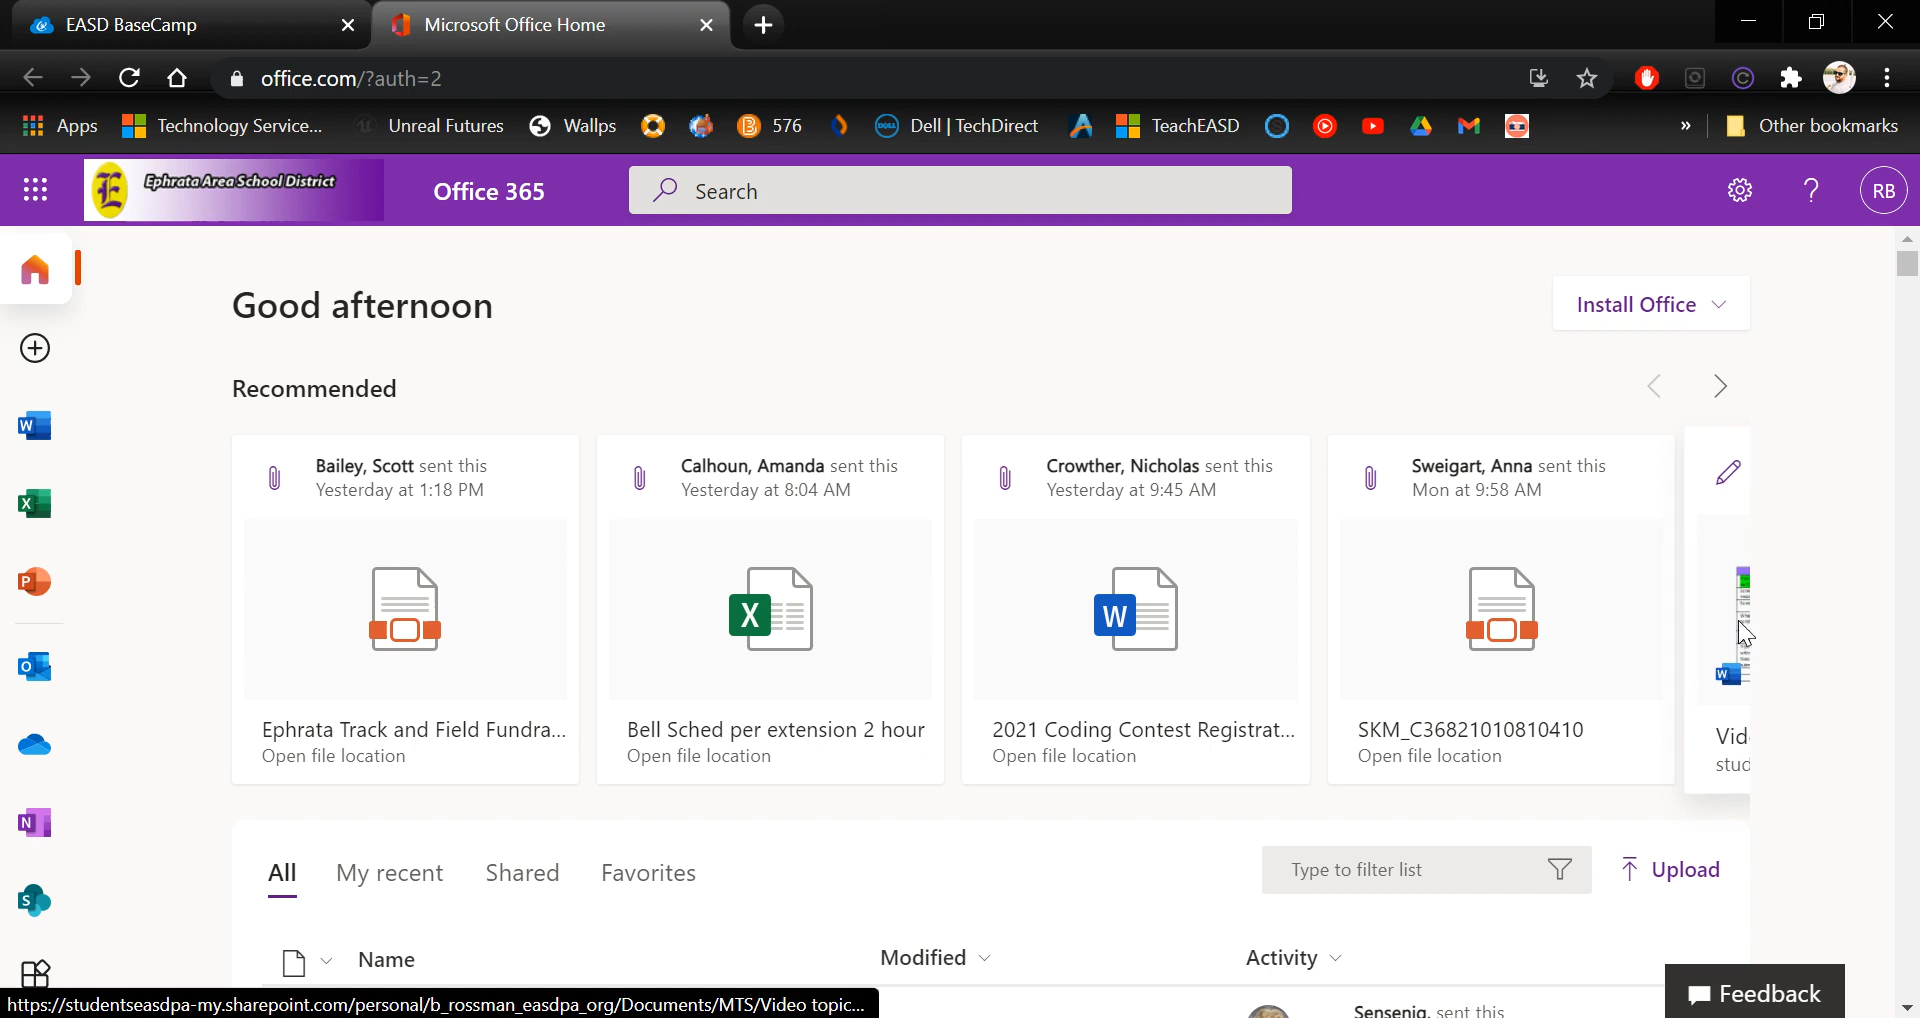 EASD BaseCamp
Microsoft Office Home
office.com/?auth=2
Apps
Technology Service...
Unreal Futures
Wallps
576
Dell | TechDirect
TeachEASD
»
Other bookmarks
Ephrata Area School District
Office 365
Search
RB
Good afternoon
Install Office
Recommended
Bailey, Scott sent this
Yesterday at 1:18 PM
Ephrata Track and Field Fundra...
Open file location
Calhoun, Amanda sent this
Yesterday at 8:04 AM
Bell Sched per extension 2 hour
Open file location
Crowther, Nicholas sent this
Yesterday at 9:45 AM
2021 Coding Contest Registrat...
Open file location
Sweigart, Anna sent this
Mon at 9:58 AM
SKM_C36821010810410
Open file location
Vid
stud
All
My recent
Shared
Favorites
Type to filter list
Upload
Name
Modified
Activity
Sensenig, sent this
Feedback
https://studentseasdpa-my.sharepoint.com/personal/b_rossman_easdpa_org/Documents/MTS/Video topic...